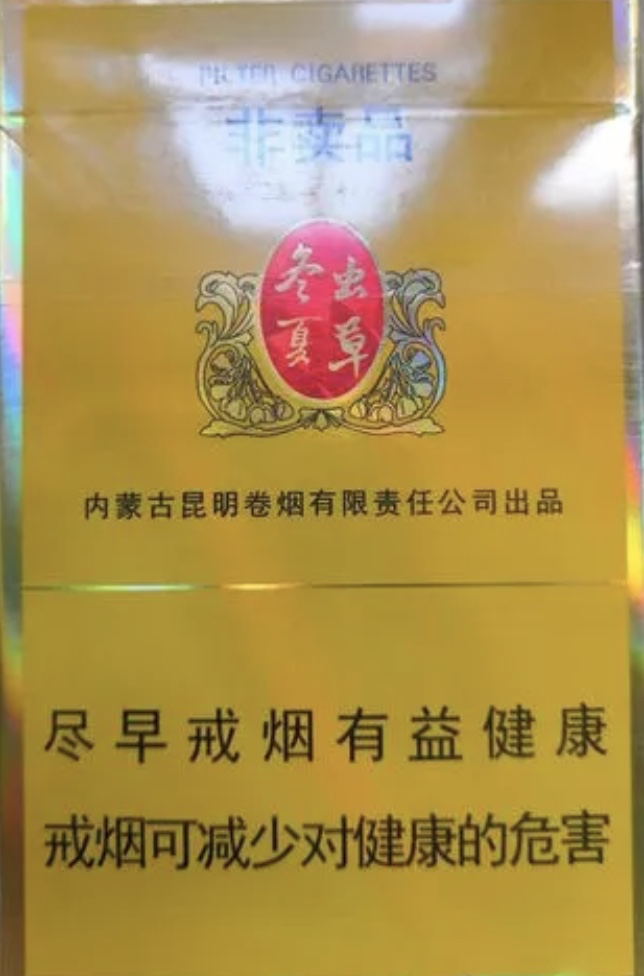 FILTER CIGARETTES
非卖品
冬虫
夏草
内蒙古昆明卷烟有限责任公司出品
尽早戒烟有益健康
戒烟可减少对健康的危害